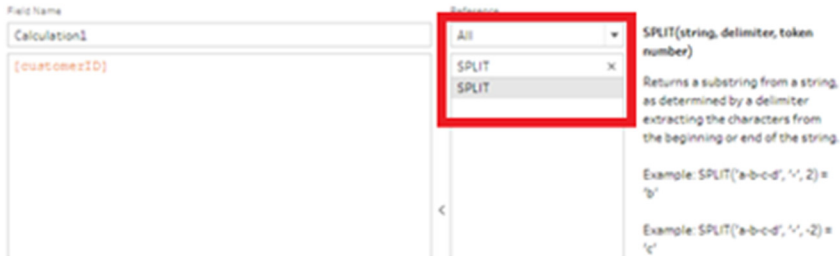 Field Name
Calculation1
[customerID]
Reference
All
SPLIT
SPLIT
SPLIT(string, delimiter, token
number)
Returns a substring from a string,
as determined by a delimiter
extracting the characters from
the beginning or end of the string.
Example: SPLIT('a-b-c-d', '-', 2) =
'b'
Example: SPLIT('a-b-c-d', '-', -2) =
'c'